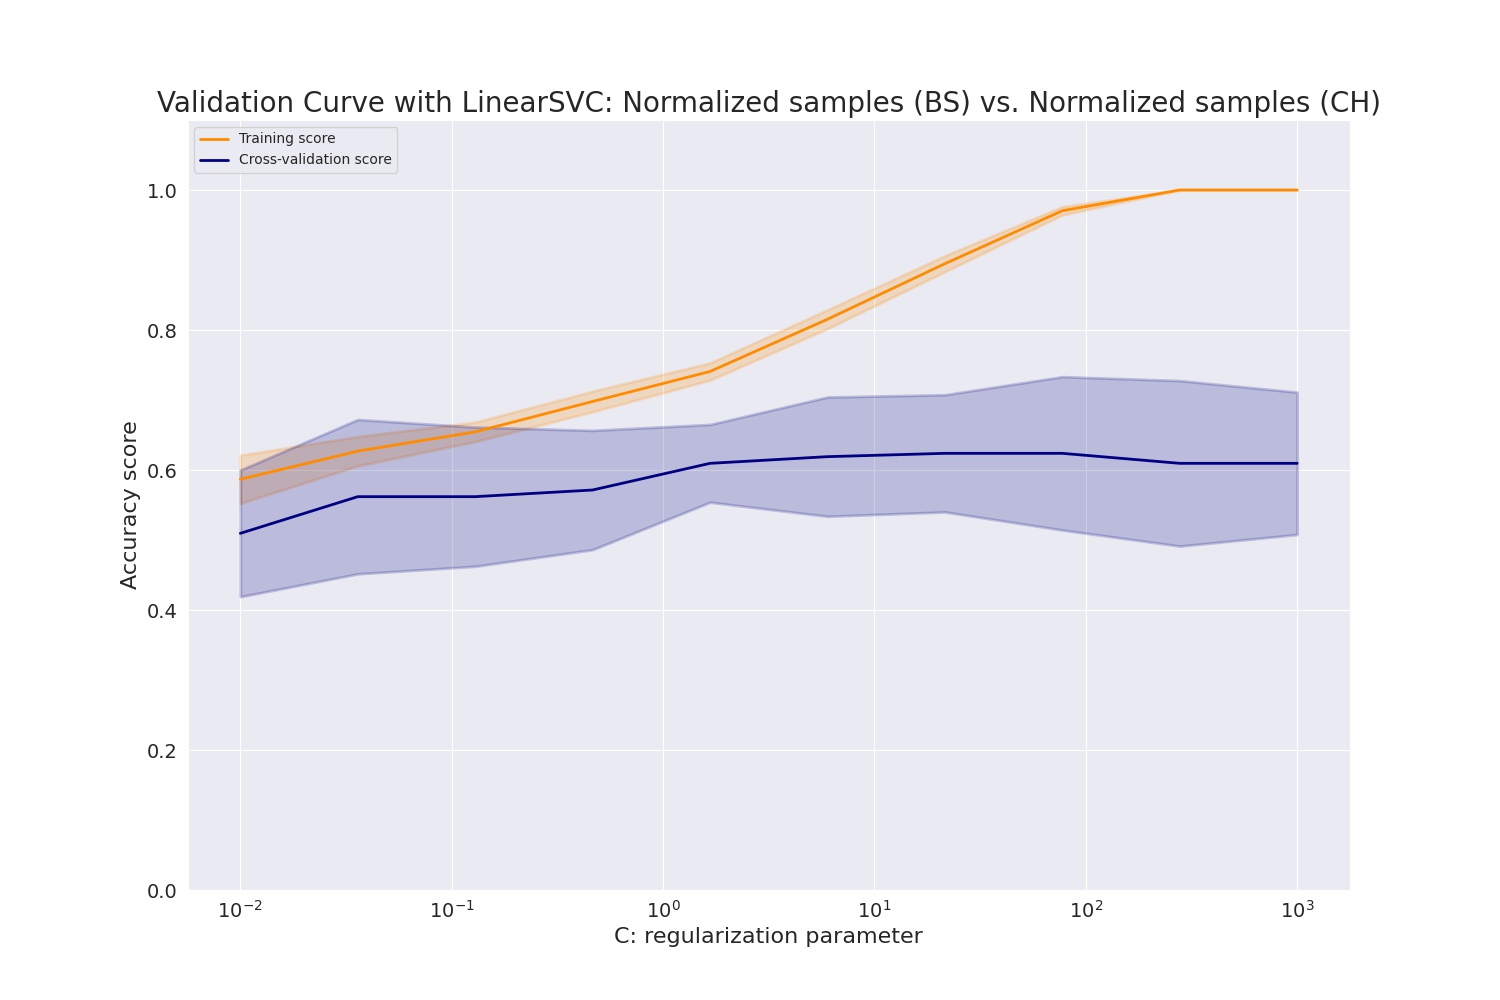 Validation Curve with LinearSVC: Normalized samples (BS) vs. Normalized samples (CH)
Training score
Cross-validation score
1.0
0.8
0.6
0.4
0.2
0.0
Accuracy score
10⁻² 10⁻¹ 10⁰ 10¹ 10² 10³
C: regularization parameter